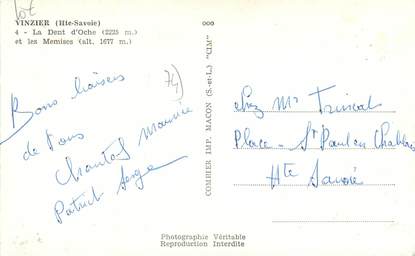 lot
VINZIER (Hte-Savoie)
4 - La Dent d'Oche (2225 m.)
et les Memises (alt. 1677 m.)
74)
Bons baisers
de tous
Chantal Maurice
Patrick Serge
COMBIER IMP. MACON (S.-et-L.) "CIM"
chez Mr
Place - St Paul en Chablais
Hte Savoie
Photographie Véritable
Reproduction Interdite